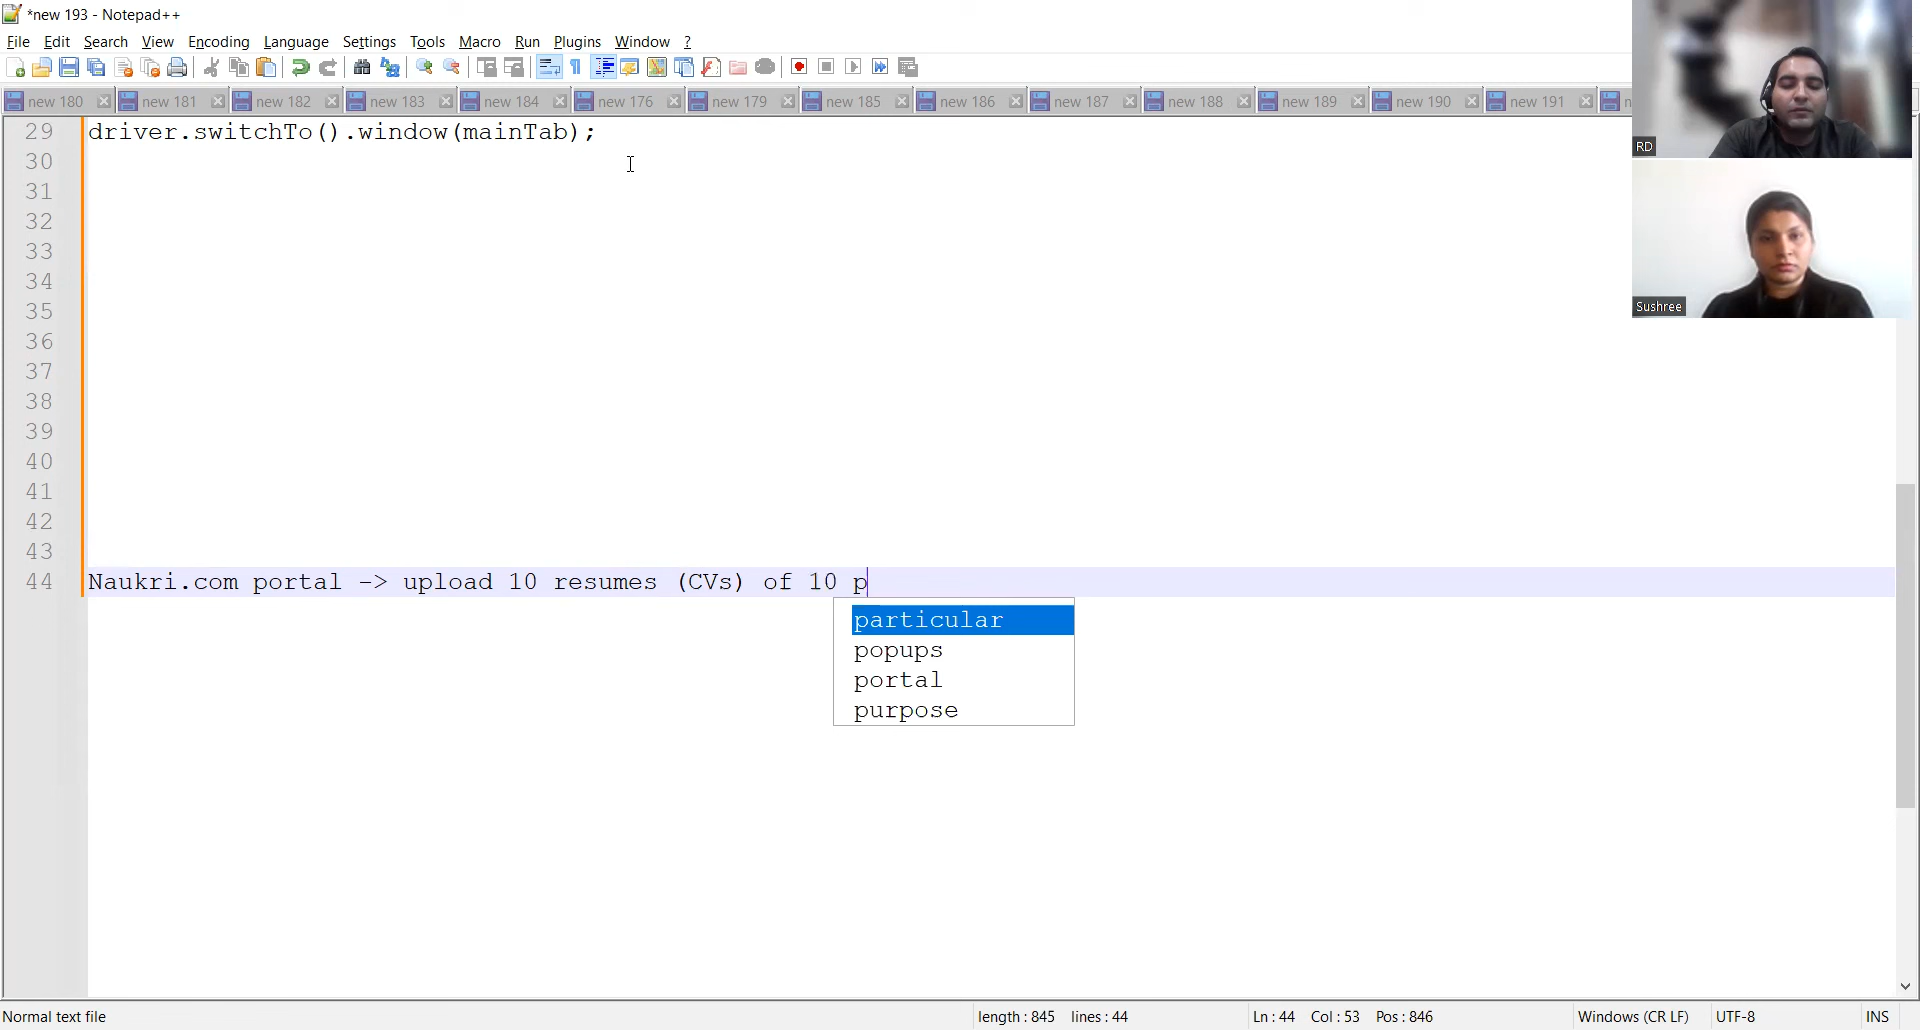 *new 193 - Notepad++
File Edit Search View Encoding Language Settings Tools Macro Run Plugins Window ?
new 180 new 181 new 182 new 183 new 184 new 176 new 179 new 185 new 186 new 187 new 188 new 189 new 190 new 191 n
29 driver.switchTo().window(mainTab);
30
31
32
33
34
35
36
37
38
39
40
41
42
43
44 Naukri.com portal -> upload 10 resumes (CVs) of 10 p
particular
popups
portal
purpose
RD
Sushree
Normal text file length : 845 lines : 44 Ln : 44 Col : 53 Pos : 846 Windows (CR LF) UTF-8 INS